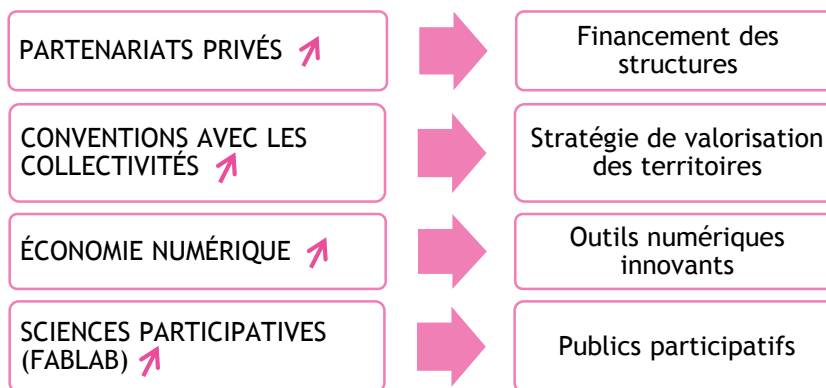 PARTENARIATS PRIVÉS
Financement des
structures
CONVENTIONS AVEC LES
COLLECTIVITÉS
Stratégie de valorisation
des territoires
ÉCONOMIE NUMÉRIQUE
Outils numériques
innovants
SCIENCES PARTICIPATIVES
(FABLAB)
Publics participatifs